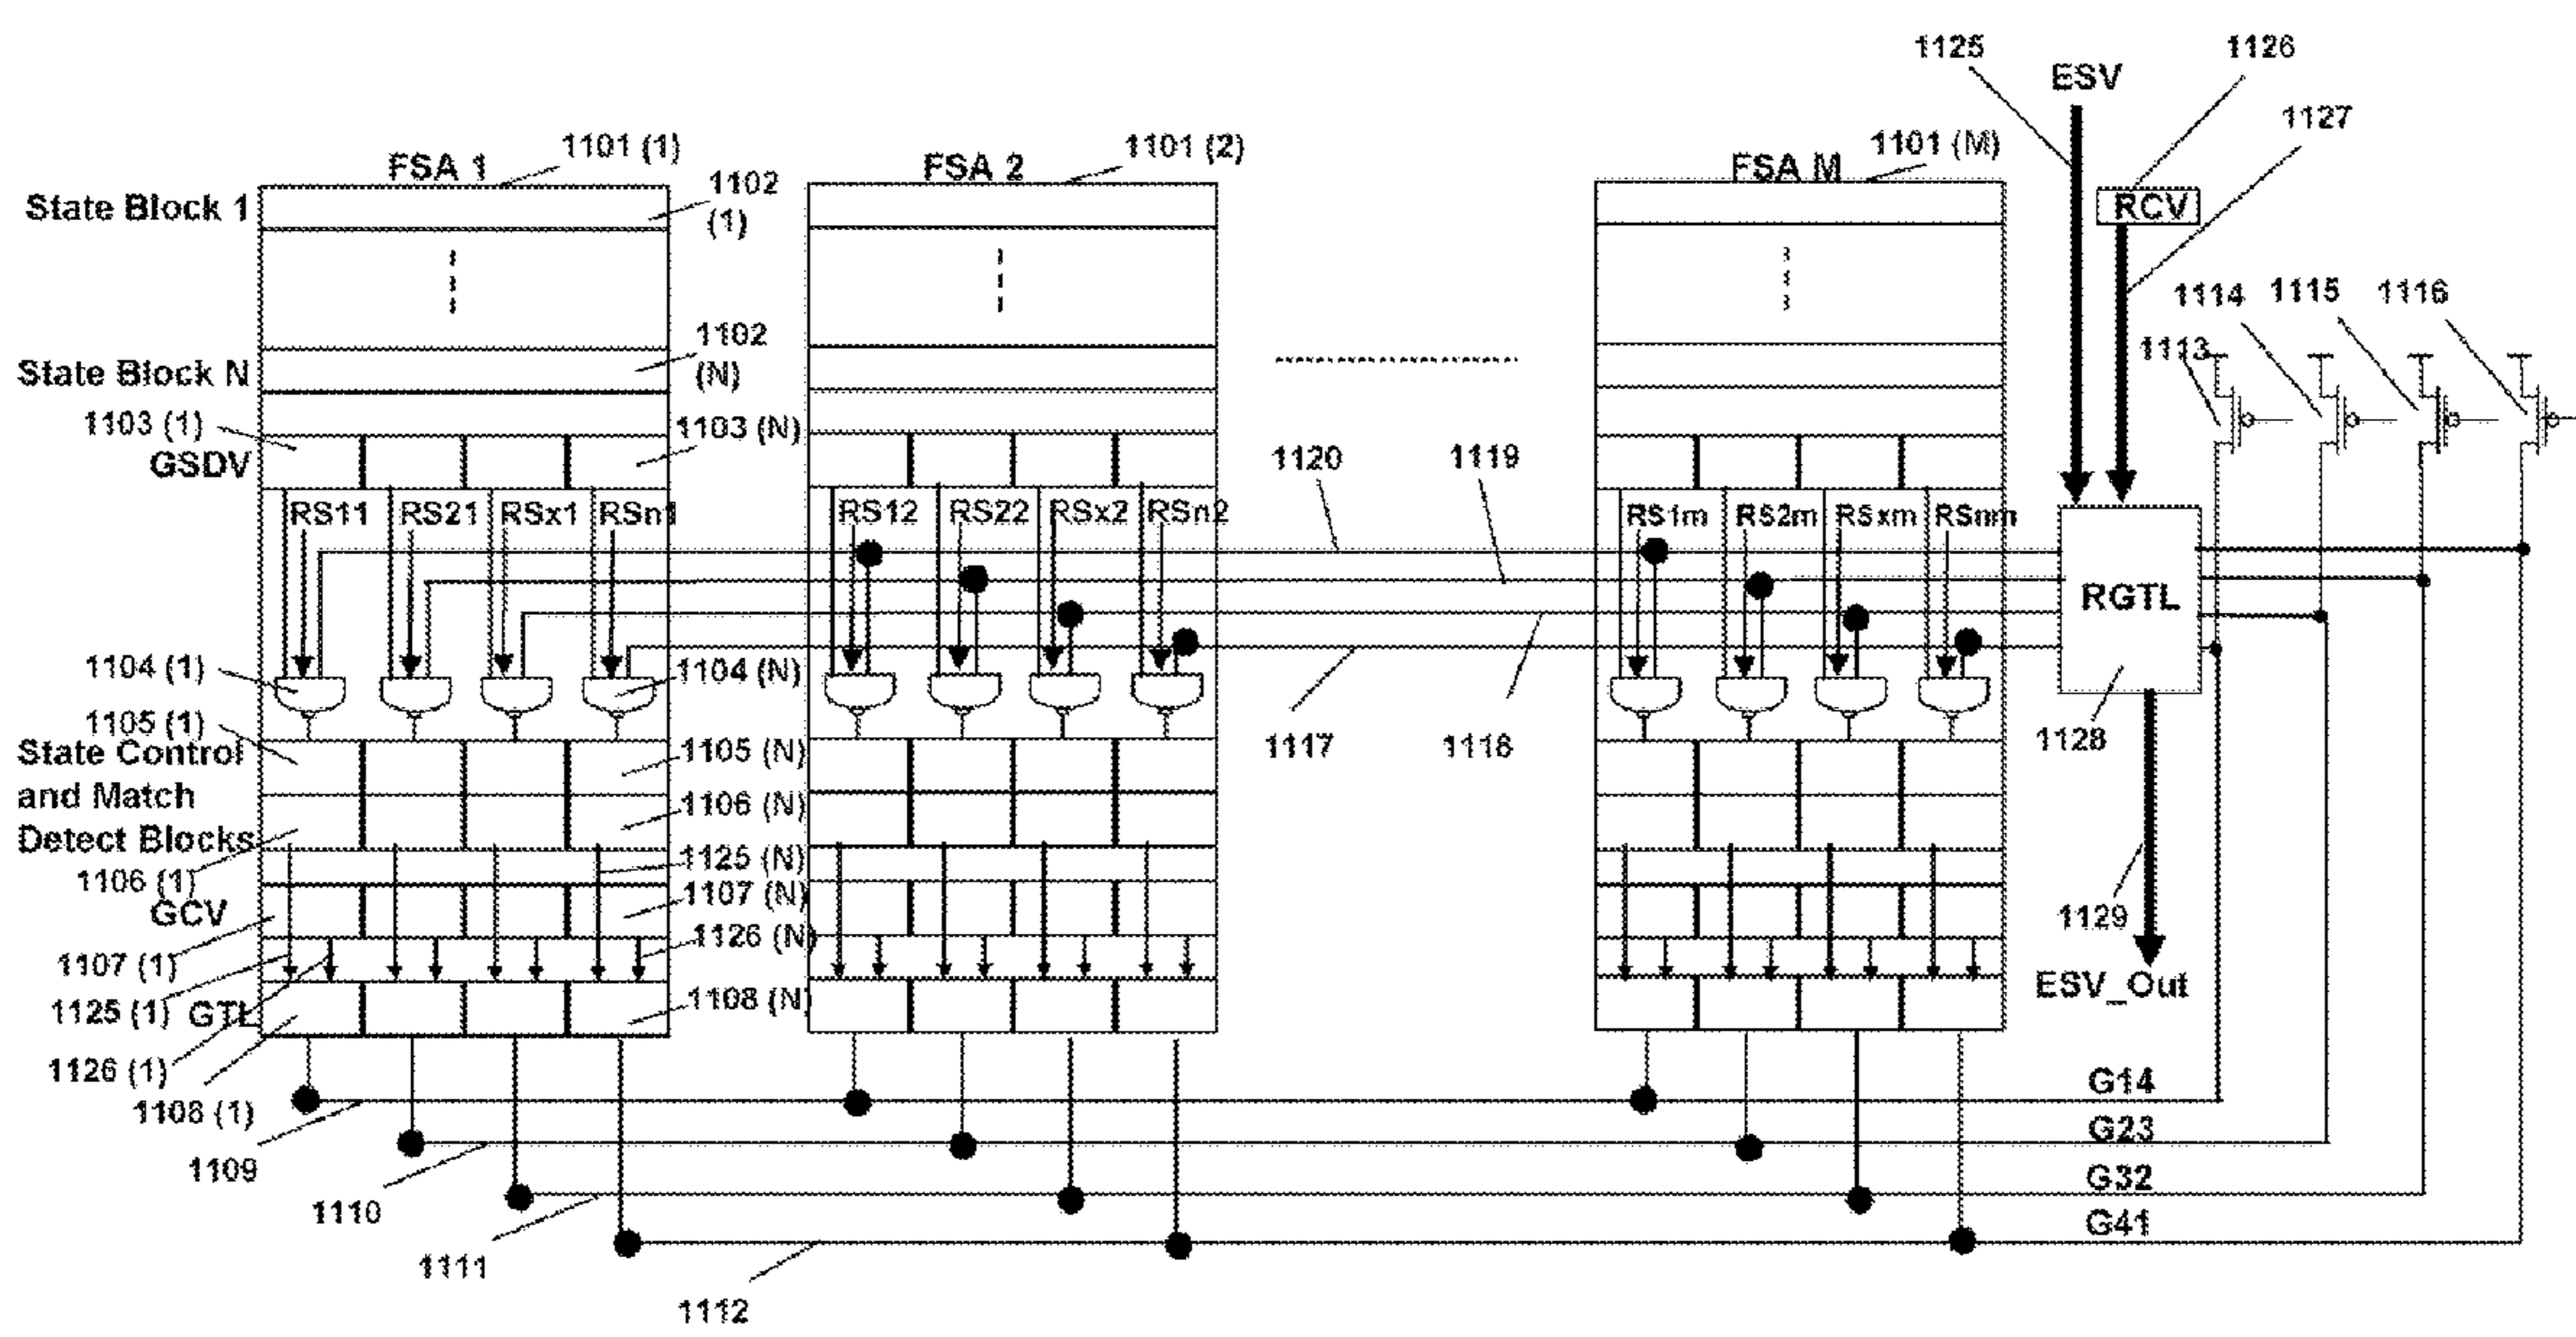 1125
1126
ESV
1127
1101 (1)
1101 (2)
1101 (M)
FSA 1
FSA 2
FSA M
1102
(1)
State Block 1
RCV
1114
1115
1116
1113
1102
(N)
State Block N
1103 (1)
1103 (N)
GSDV
1120
1119
RS11
RS21
RSx1
RSn1
RS12
RS22
RSx2
RSn2
RS1m
RS2m
RSxm
RSnm
RGTL
1104 (1)
1104 (N)
1105 (1)
State Control
and Match
Detect Blocks
1105 (N)
1117
1118
1128
1106 (N)
1125 (N)
1106 (1)
GCV
1107 (N)
1129
1126 (N)
1107 (1)
1125 (1)
GTL
1108 (N)
ESV_Out
1126 (1)
1108 (1)
G14
G23
1109
G32
1110
G41
1111
1112